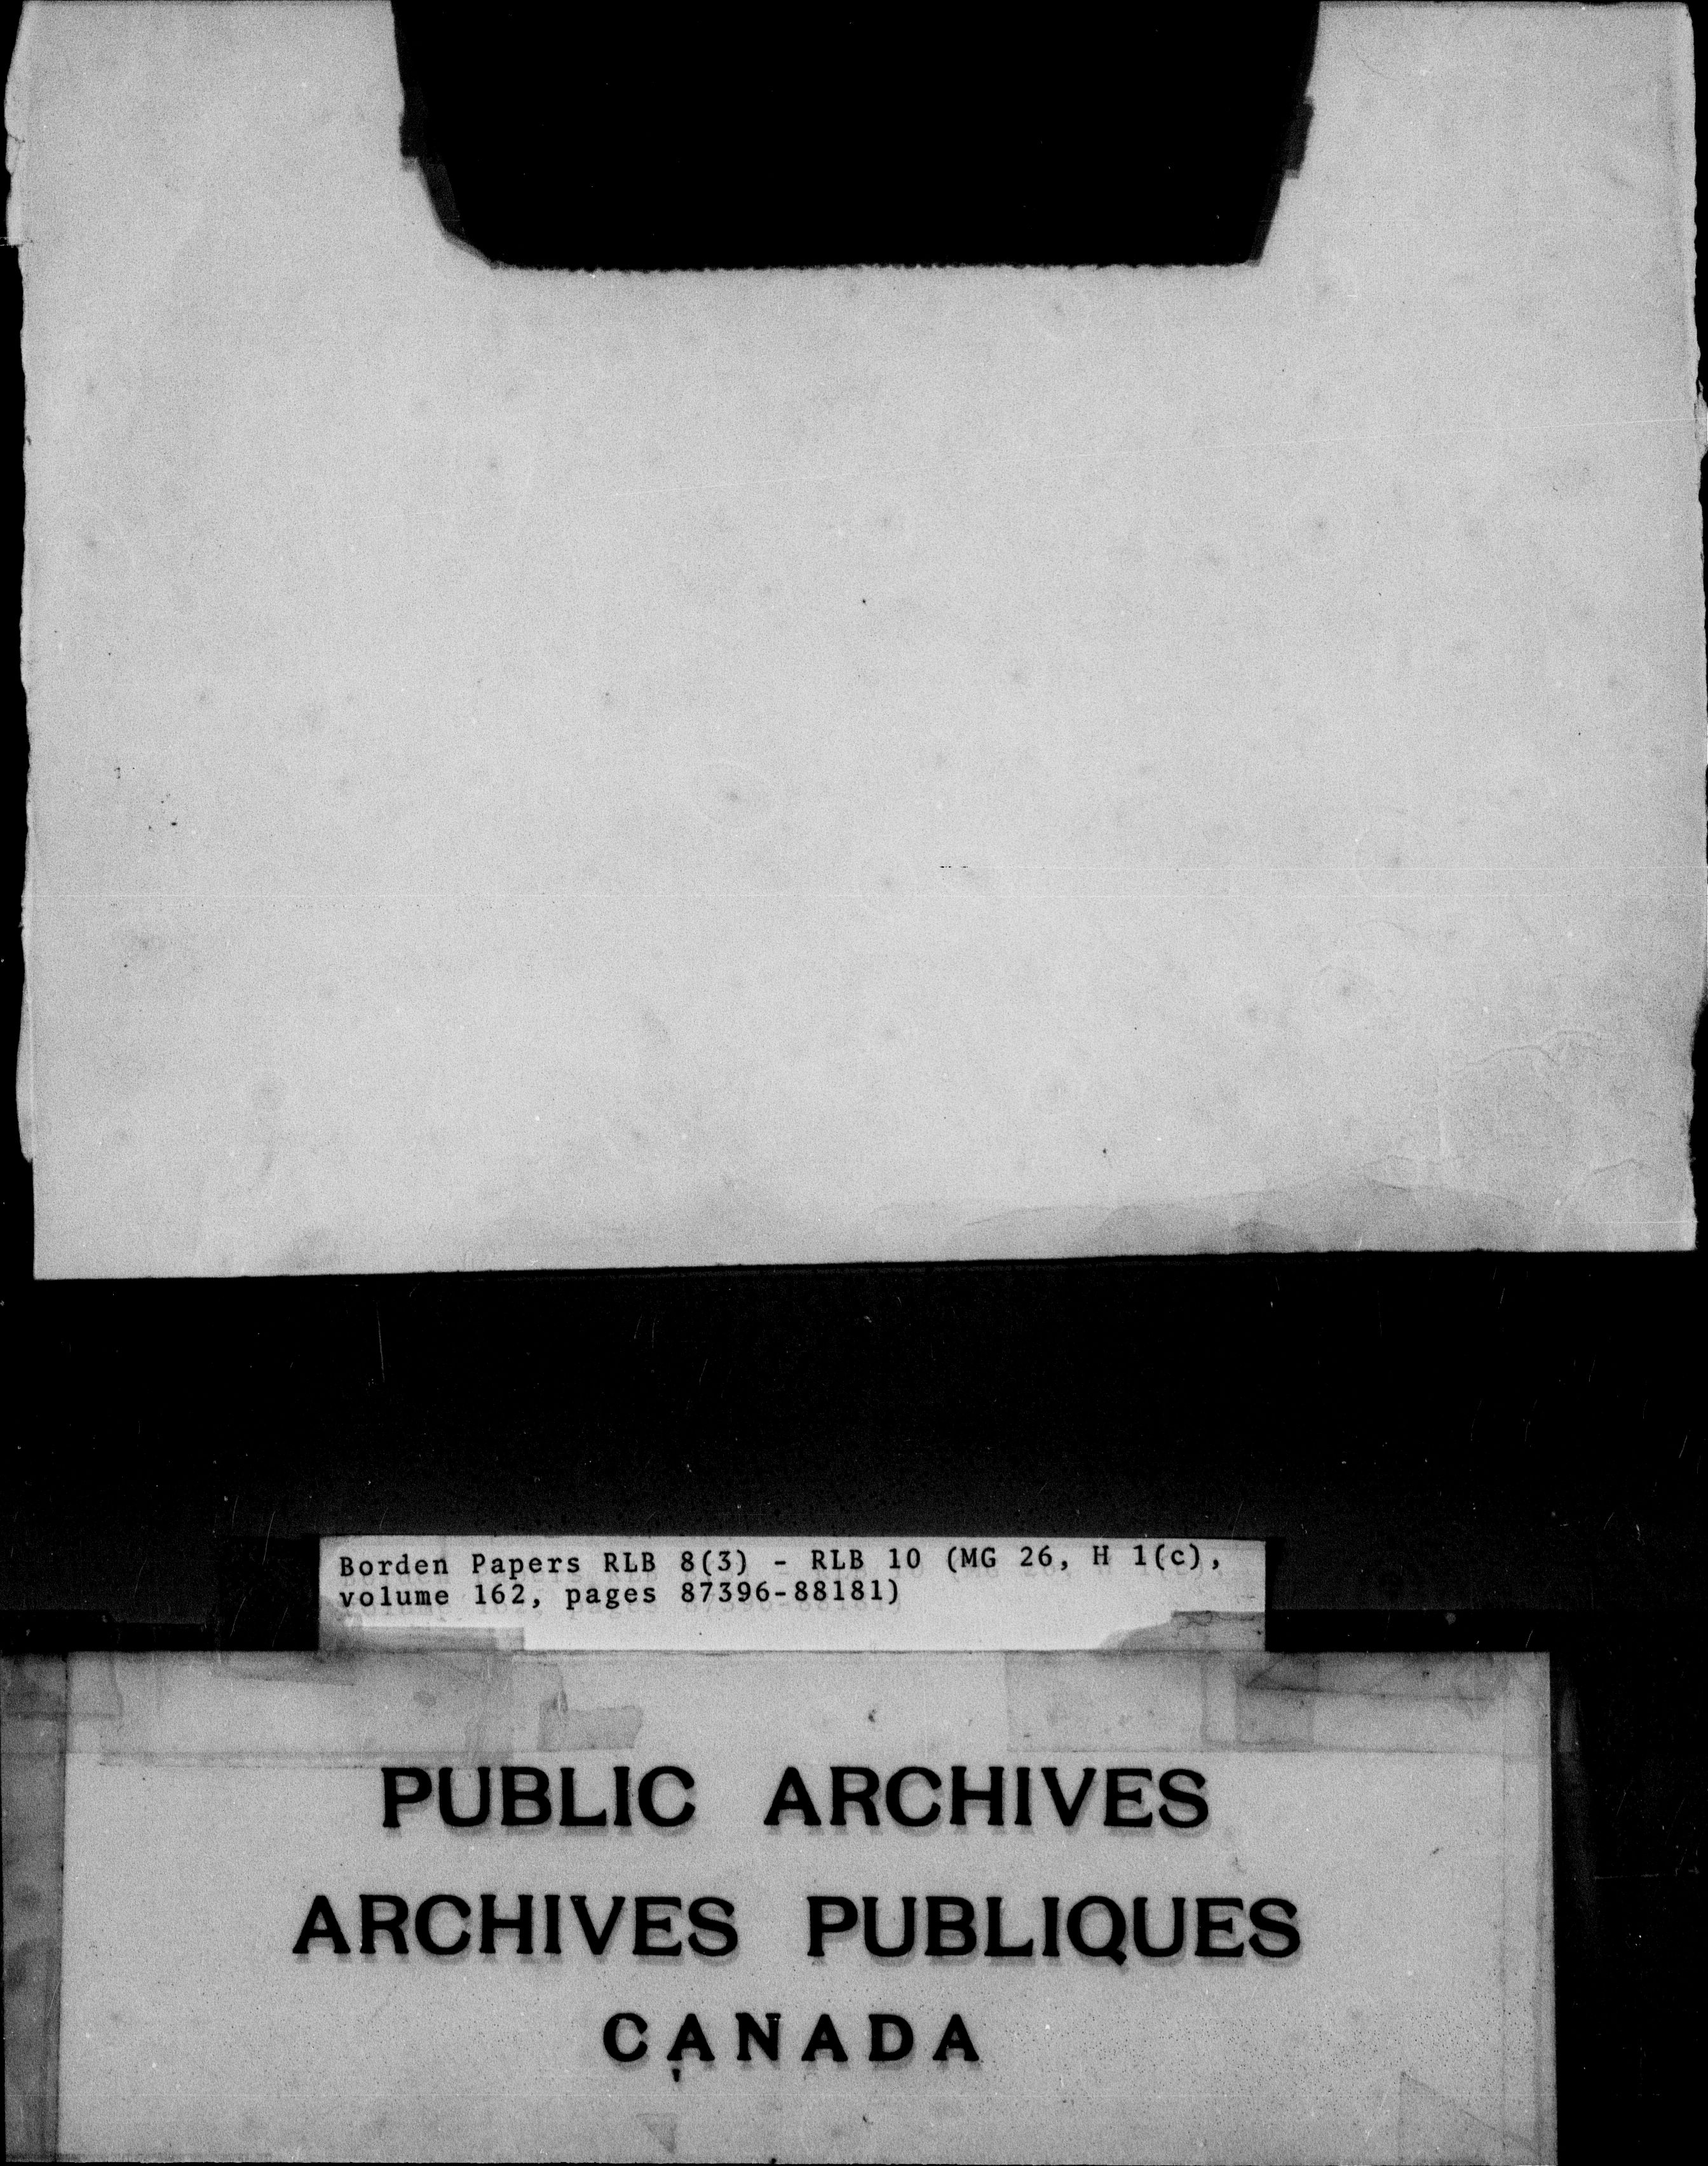 Borden Papers RLB 8(3) - RLB 10 (MG 26, H 1(c),
volume 162, pages 87396-88181)
PUBLIC ARCHIVES
ARCHIVES PUBLIQUES
CANADA